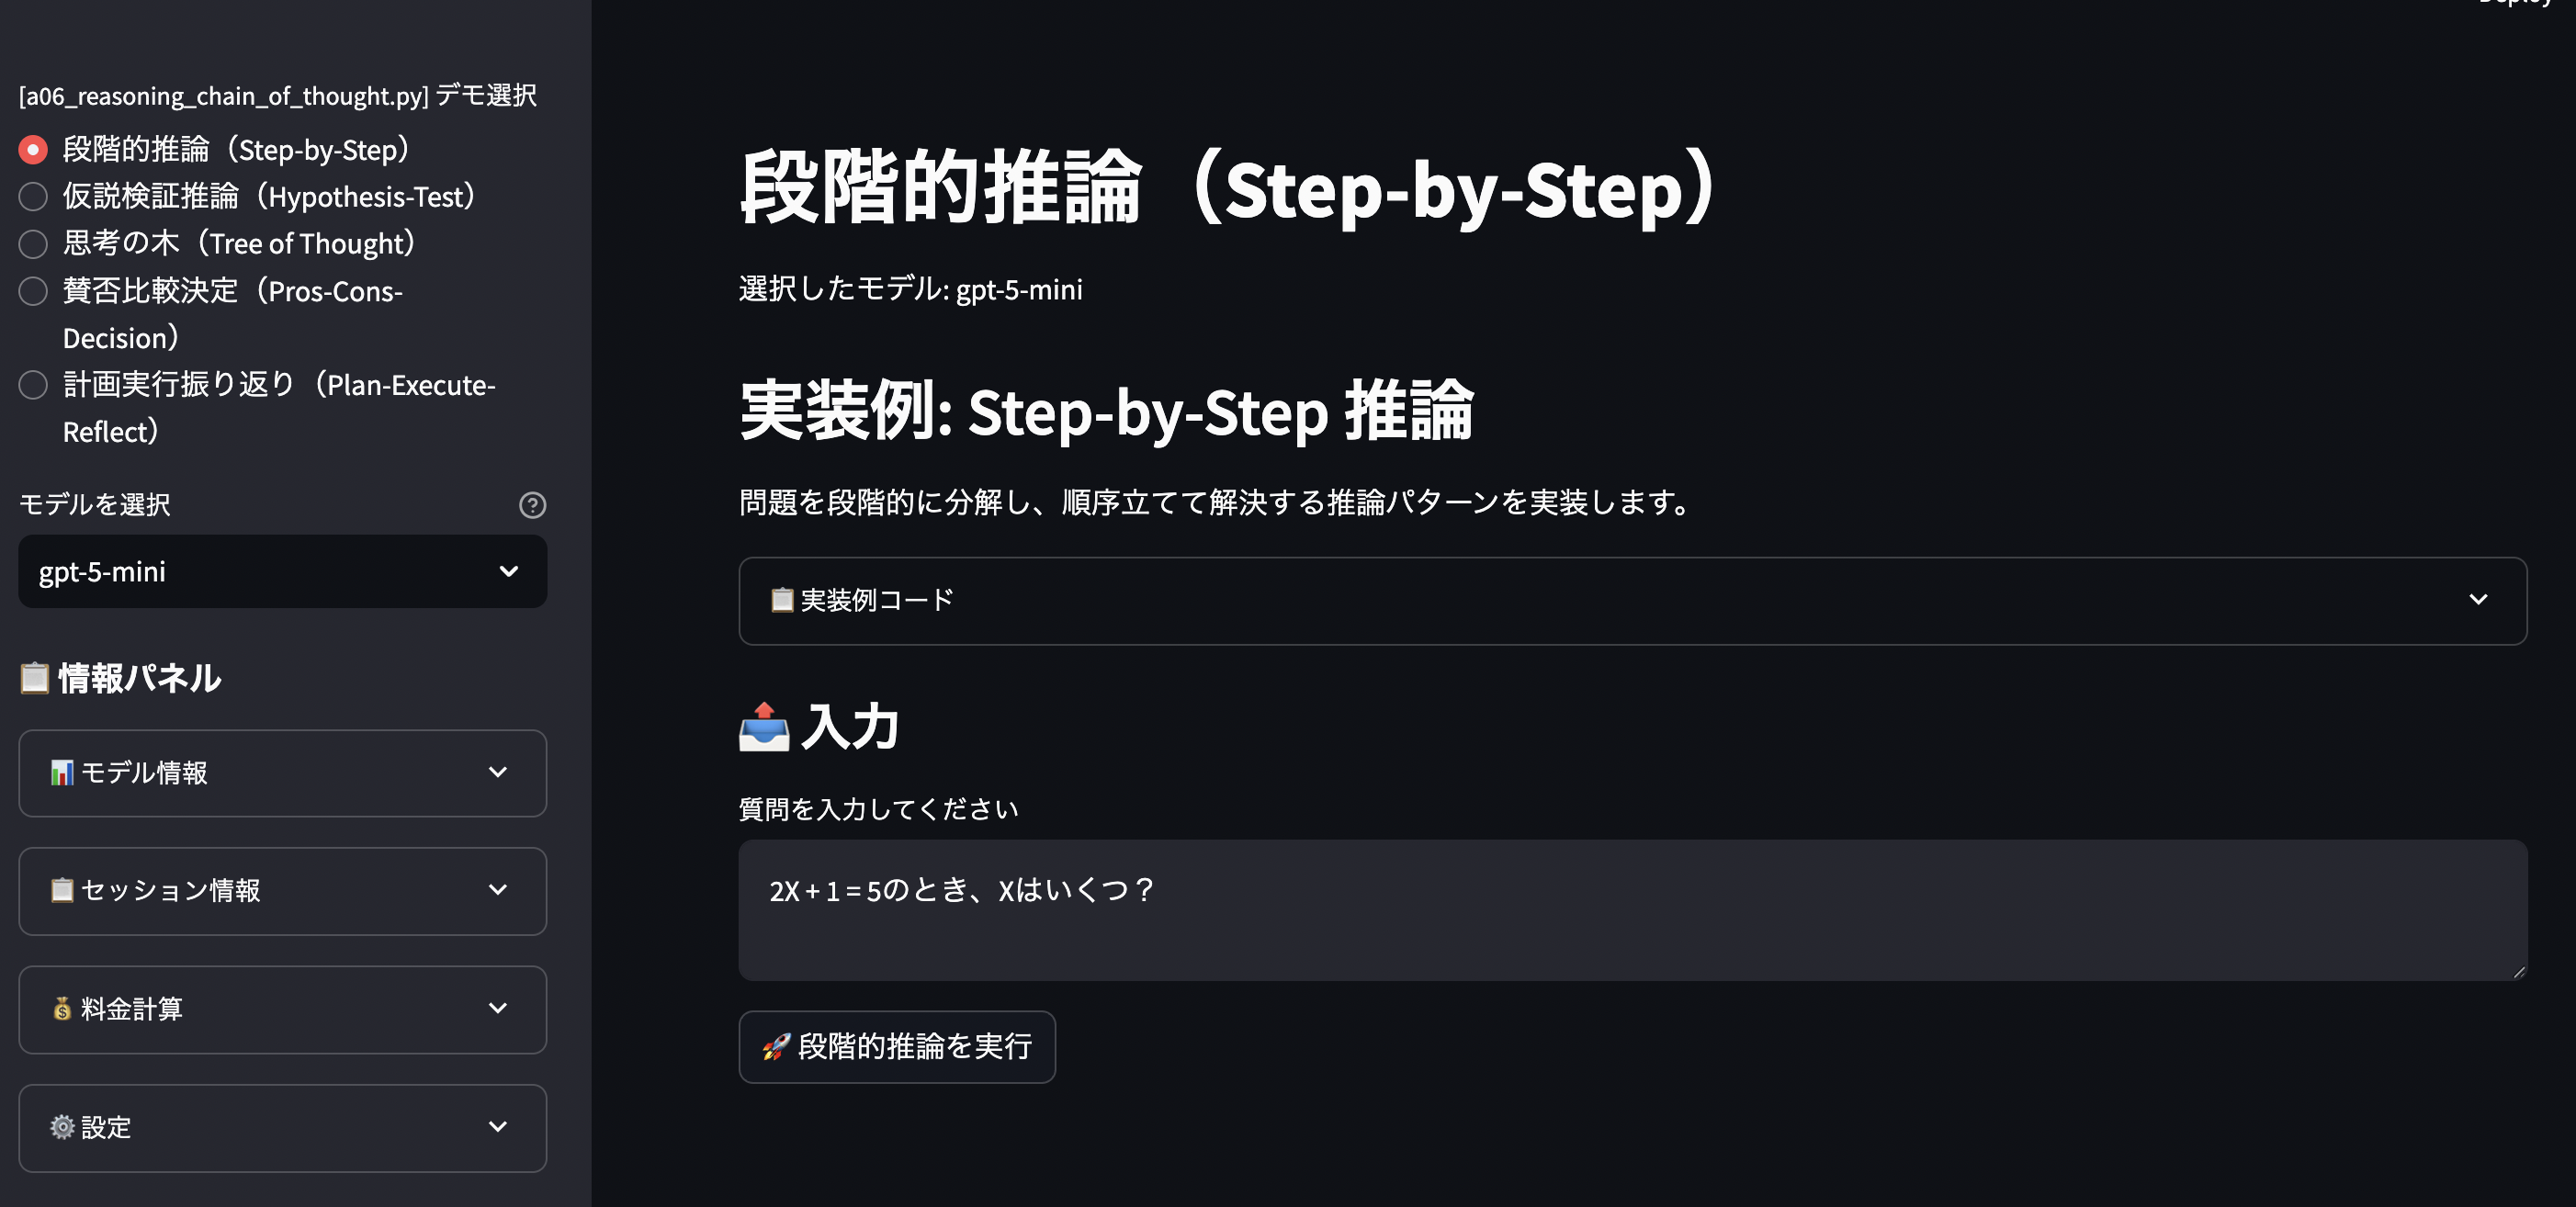 Deploy
[a06_reasoning_chain_of_thought.py] デモ選択
段階的推論（Step-by-Step）
仮説検証推論（Hypothesis-Test）
思考の木（Tree of Thought）
賛否比較決定（Pros-Cons-
Decision）
計画実行振り返り（Plan-Execute-
Reflect）
モデルを選択
gpt-5-mini
📋 情報パネル
📊 モデル情報
📋 セッション情報
💰 料金計算
⚙️ 設定
段階的推論（Step-by-Step）
選択したモデル: gpt-5-mini
実装例: Step-by-Step 推論
問題を段階的に分解し、順序立てて解決する推論パターンを実装します。
📋 実装例コード
📤 入力
質問を入力してください
2X + 1 = 5のとき、Xはいくつ？
🚀 段階的推論を実行